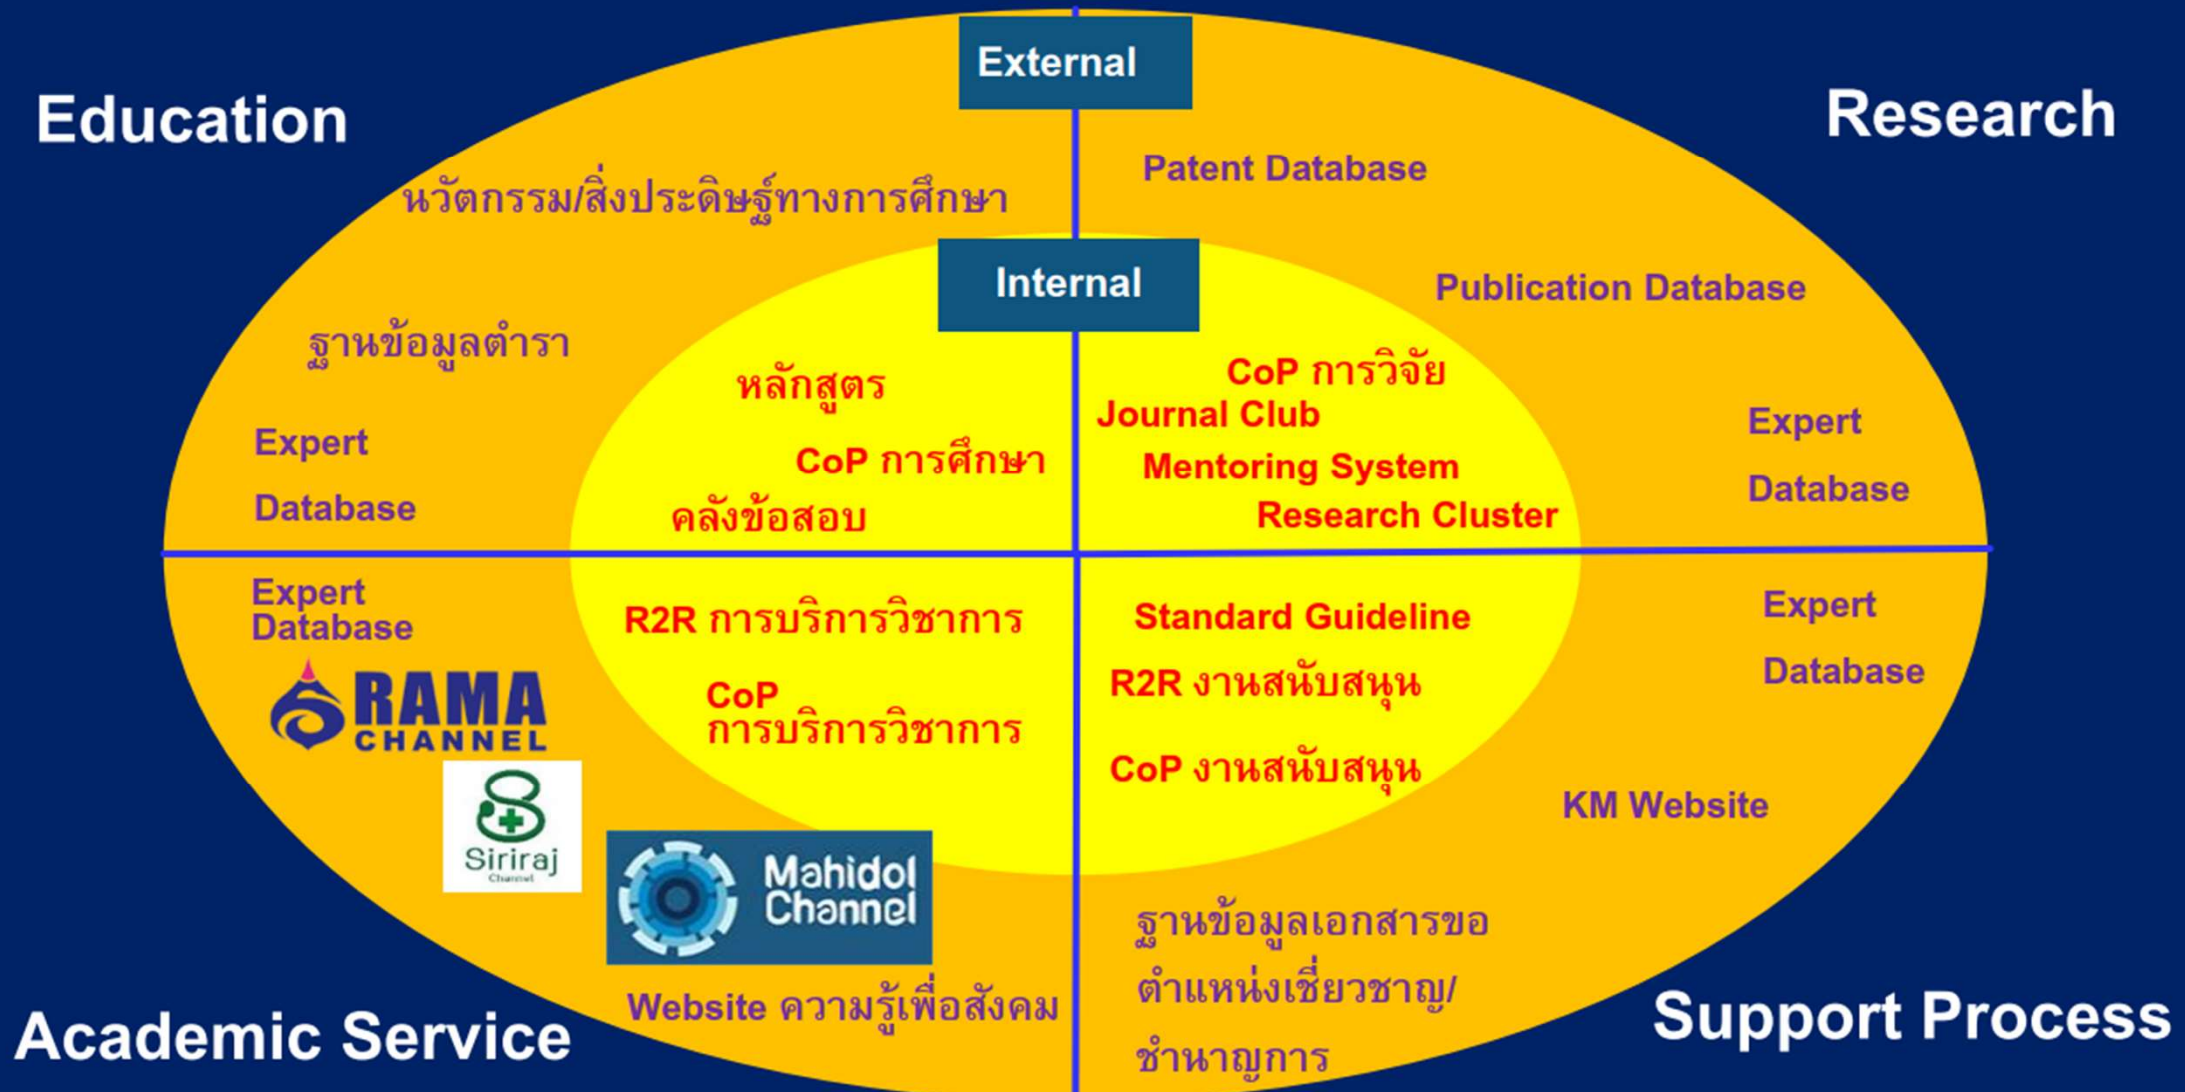 External
Education
Research
นวัตกรรม/สิ่งประดิษฐ์ทางการศึกษา
Patent Database
Internal
Publication Database
ฐานข้อมูลตำรา
หลักสูตร
CoP การวิจัย
Journal Club
Expert
Database
CoP การศึกษา
Mentoring System
Expert
Database
คลังข้อสอบ
Research Cluster
Expert
Database
R2R การบริการวิชาการ
Standard Guideline
Expert
Database
RAMA
CHANNEL
CoP
การบริการวิชาการ
R2R งานสนับสนุน
CoP งานสนับสนุน
KM Website
Siriraj
Channel
Mahidol
Channel
ฐานข้อมูลเอกสารขอ
ตำแหน่งเชี่ยวชาญ/
ชำนาญการ
Website ความรู้เพื่อสังคม
Academic Service
Support Process